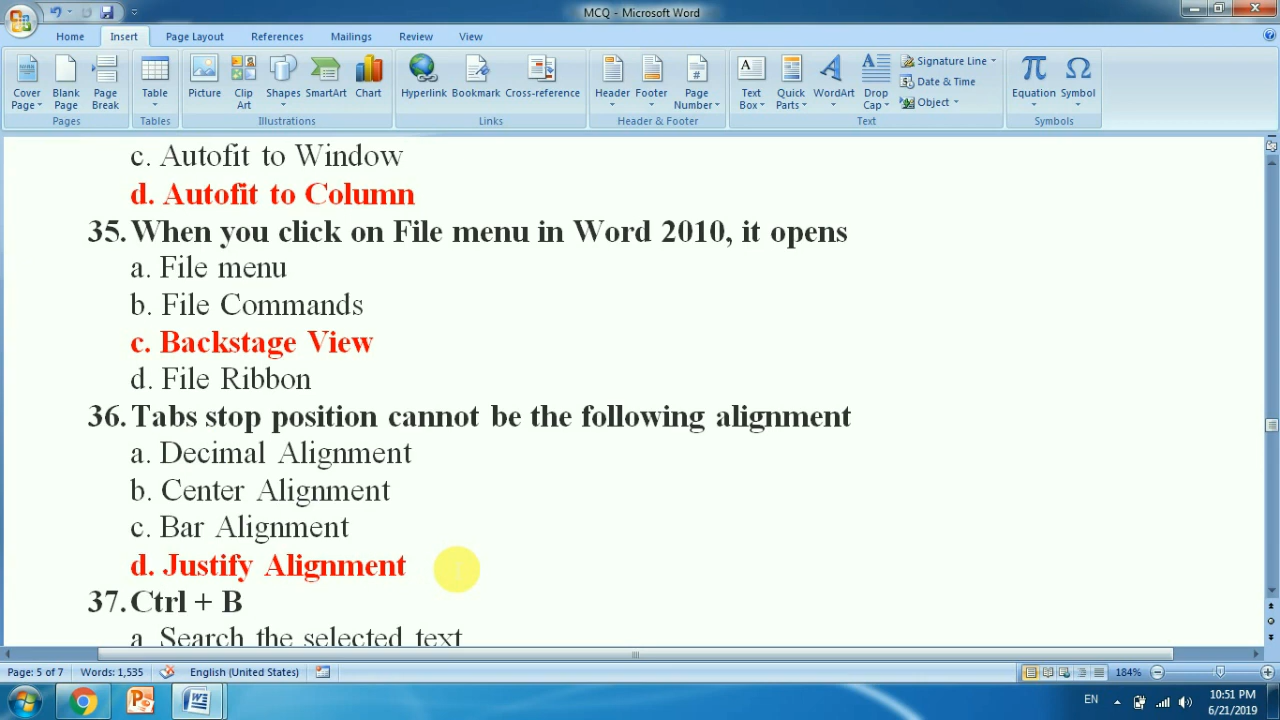 MCQ - Microsoft Word
Home Insert Page Layout References Mailings Review View
Cover Page Blank Page Page Break Table Picture Clip Art Shapes SmartArt Chart Hyperlink Bookmark Cross-reference Header Footer Page Number Text Box Quick Parts WordArt Drop Cap Signature Line Date & Time Object Equation Symbol
Pages Tables Illustrations Links Header & Footer Text Symbols
c. Autofit to Window
d. Autofit to Column
35. When you click on File menu in Word 2010, it opens
a. File menu
b. File Commands
c. Backstage View
d. File Ribbon
36. Tabs stop position cannot be the following alignment
a. Decimal Alignment
b. Center Alignment
c. Bar Alignment
d. Justify Alignment
37. Ctrl + B
a. Search the selected text
Page: 5 of 7 Words: 1,535 English (United States) 184%
EN 10:51 PM
6/21/2019